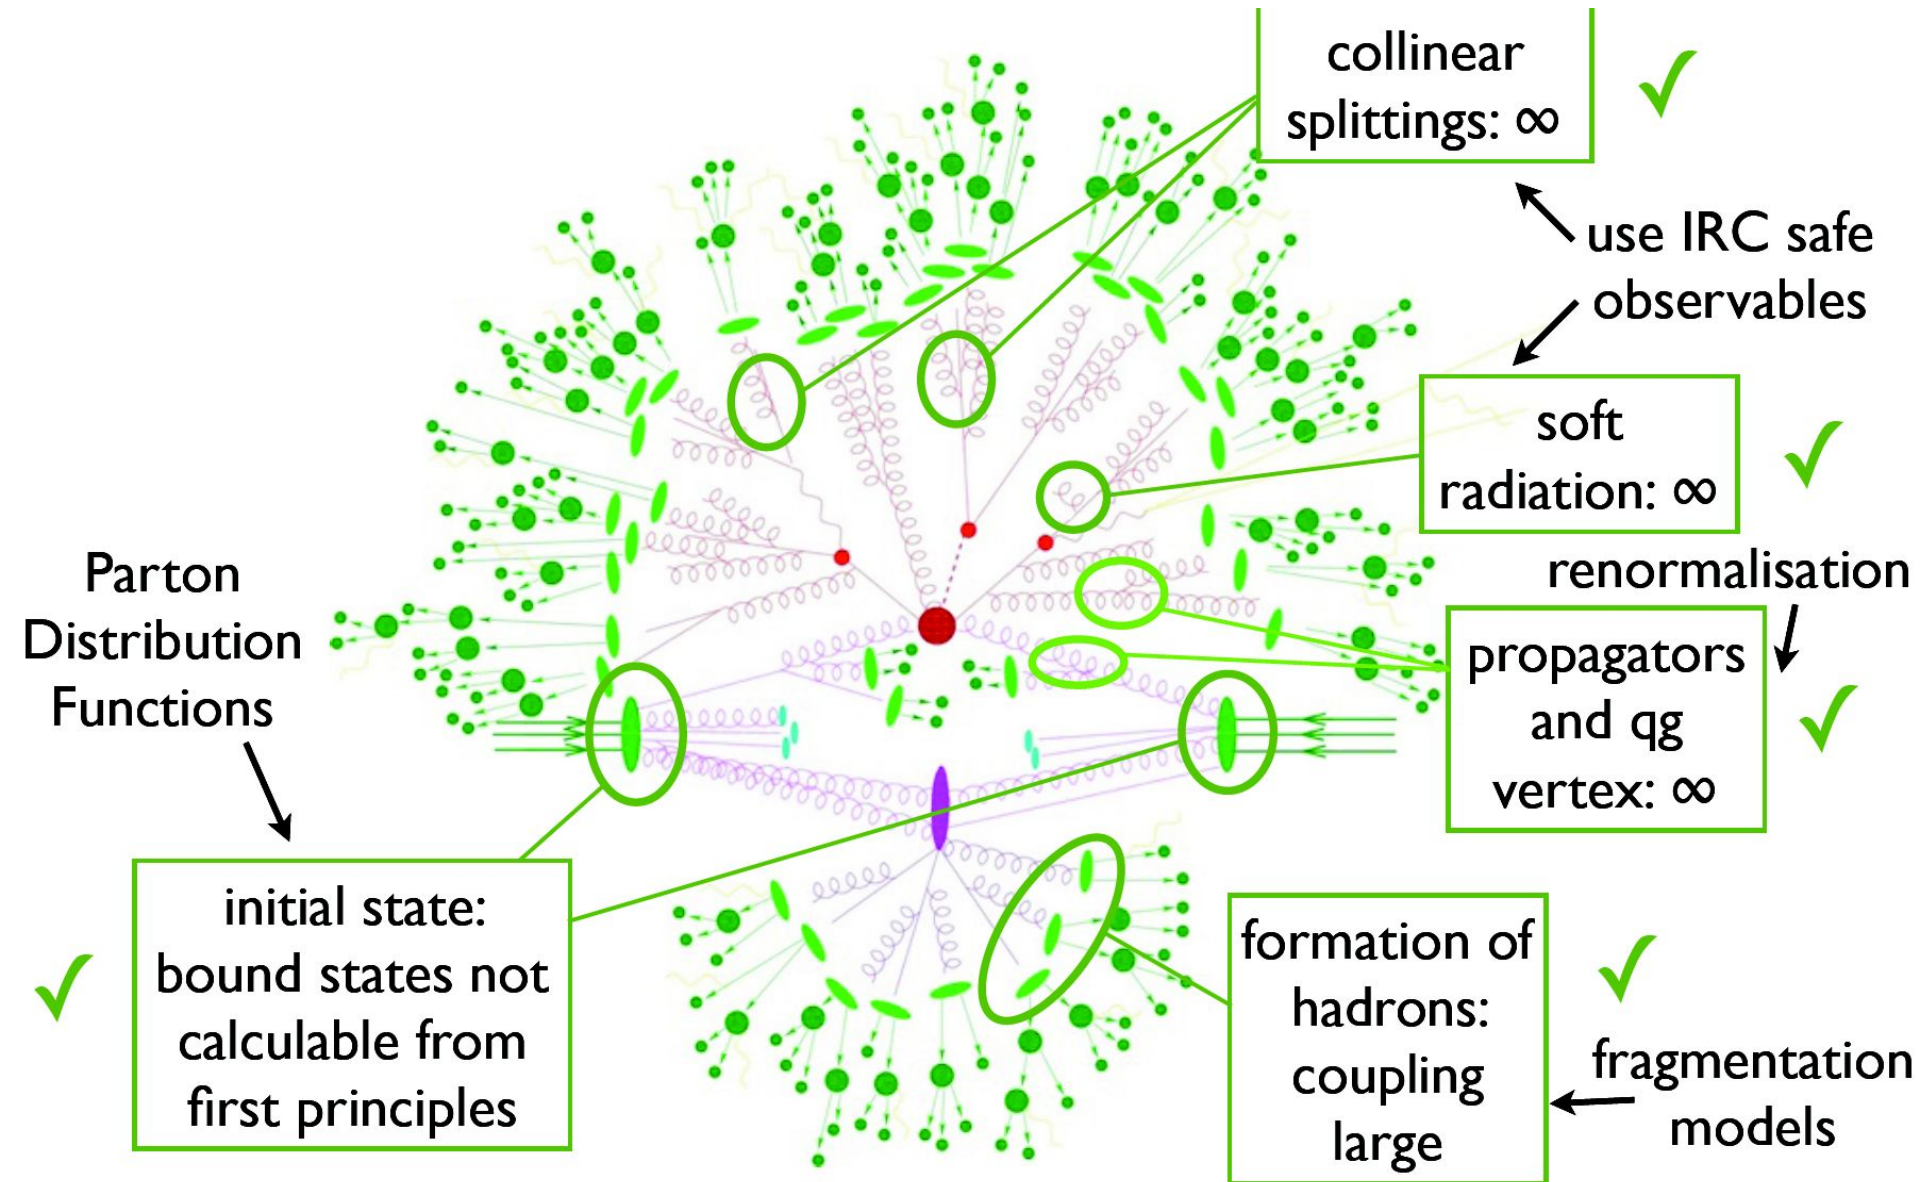 collinear
splittings: ∞
use IRC safe
observables
soft
radiation: ∞
renormalisation
propagators
and qg
vertex: ∞
Parton
Distribution
Functions
initial state:
bound states not
calculable from
first principles
formation of
hadrons:
coupling
large
fragmentation
models